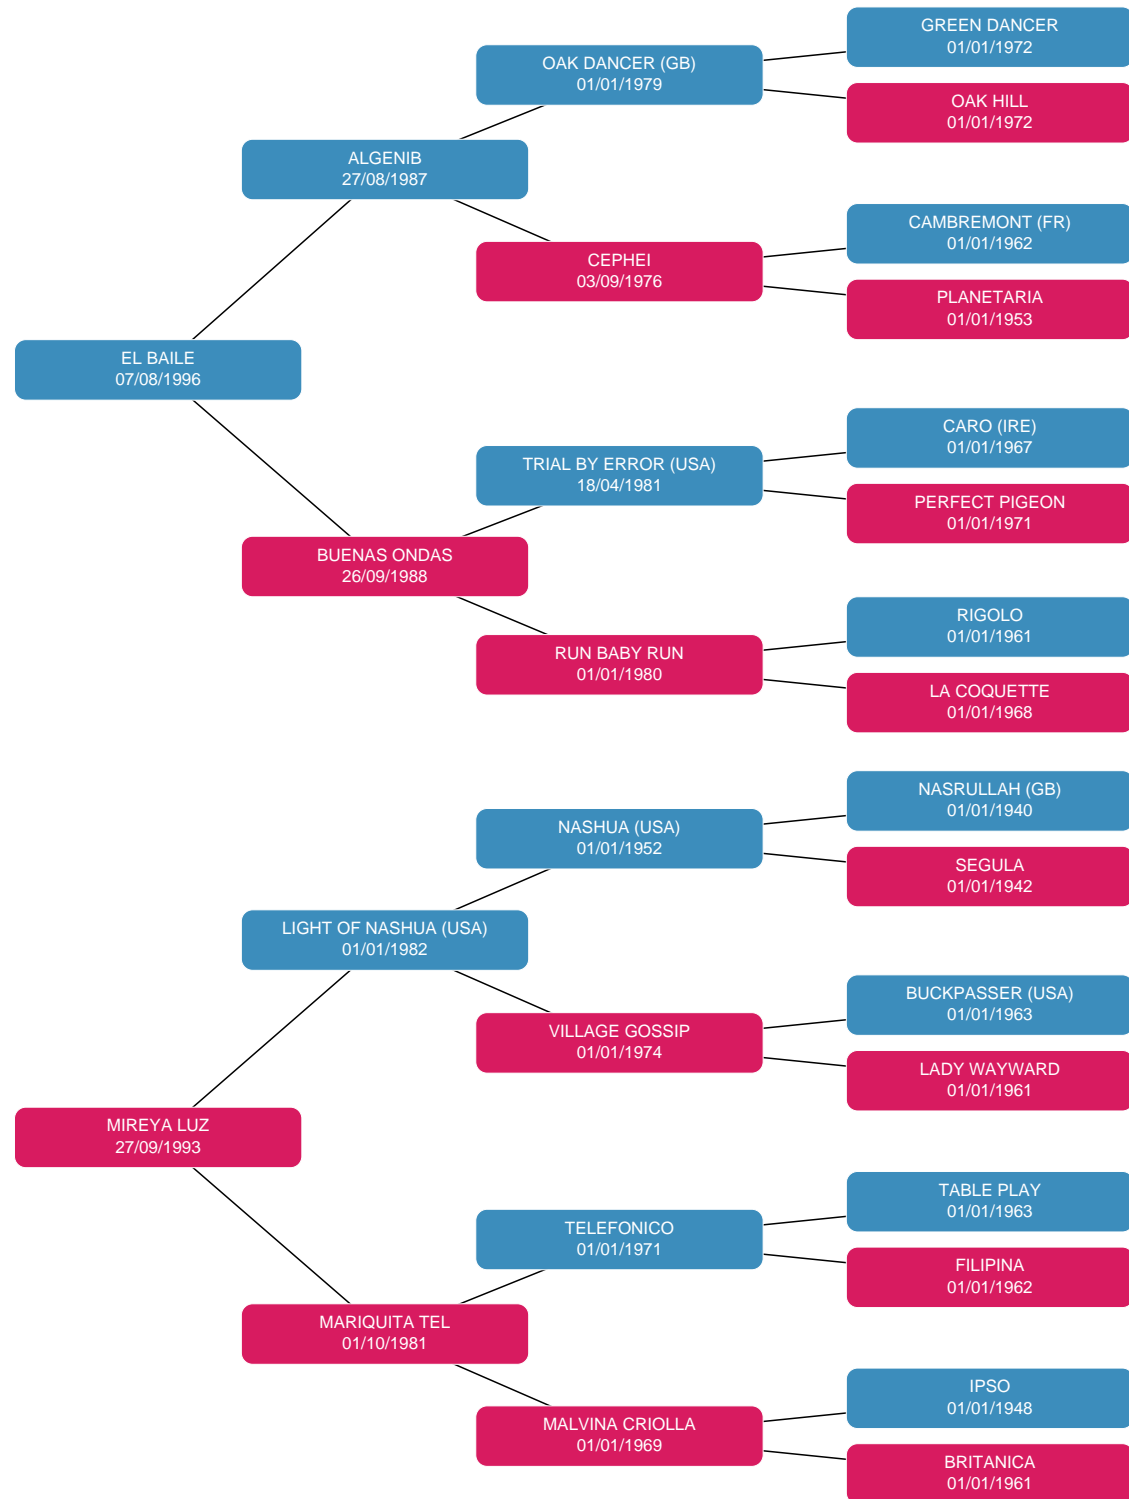 GREEN DANCER
01/01/1972
OAK DANCER (GB)
01/01/1979
OAK HILL
01/01/1972
ALGENIB
27/08/1987
CAMBREMONT (FR)
01/01/1962
CEPHEI
03/09/1976
PLANETARIA
01/01/1953
EL BAILE
07/08/1996
CARO (IRE)
01/01/1967
TRIAL BY ERROR (USA)
18/04/1981
PERFECT PIGEON
01/01/1971
BUENAS ONDAS
26/09/1988
RIGOLO
01/01/1961
RUN BABY RUN
01/01/1980
LA COQUETTE
01/01/1968
NASRULLAH (GB)
01/01/1940
NASHUA (USA)
01/01/1952
SEGULA
01/01/1942
LIGHT OF NASHUA (USA)
01/01/1982
BUCKPASSER (USA)
01/01/1963
VILLAGE GOSSIP
01/01/1974
LADY WAYWARD
01/01/1961
MIREYA LUZ
27/09/1993
TABLE PLAY
01/01/1963
TELEFONICO
01/01/1971
FILIPINA
01/01/1962
MARIQUITA TEL
01/10/1981
IPSO
01/01/1948
MALVINA CRIOLLA
01/01/1969
BRITANICA
01/01/1961